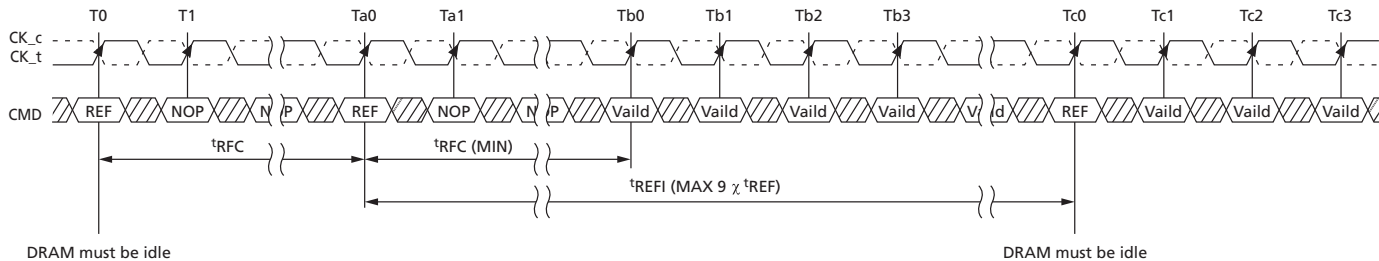 T0 T1 Ta0 Ta1 Tb0 Tb1 Tb2 Tb3 Tc0 Tc1 Tc2 Tc3
CK_c
CK_t
CMD REF NOP NOP REF NOP NOP Vaild Vaild Vaild Vaild Vaild REF Vaild Vaild Vaild
tRFC tRFC (MIN)
tREFI (MAX 9 χ tREF)
DRAM must be idle DRAM must be idle